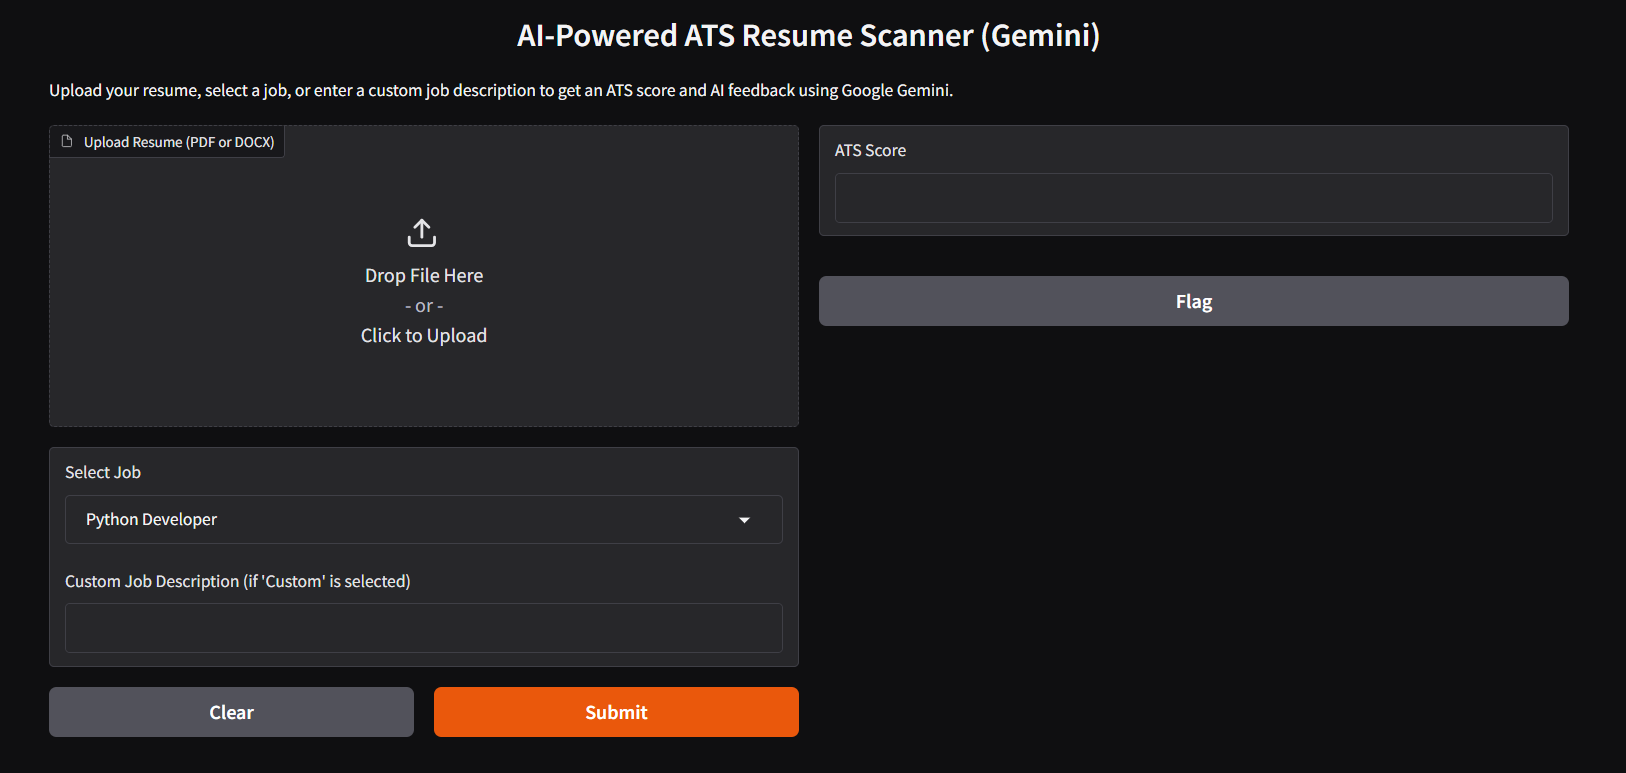 AI-Powered ATS Resume Scanner (Gemini)
Upload your resume, select a job, or enter a custom job description to get an ATS score and AI feedback using Google Gemini.
Upload Resume (PDF or DOCX)
Drop File Here
- or -
Click to Upload
Select Job
Python Developer
Custom Job Description (if 'Custom' is selected)
Clear
Submit
ATS Score
Flag